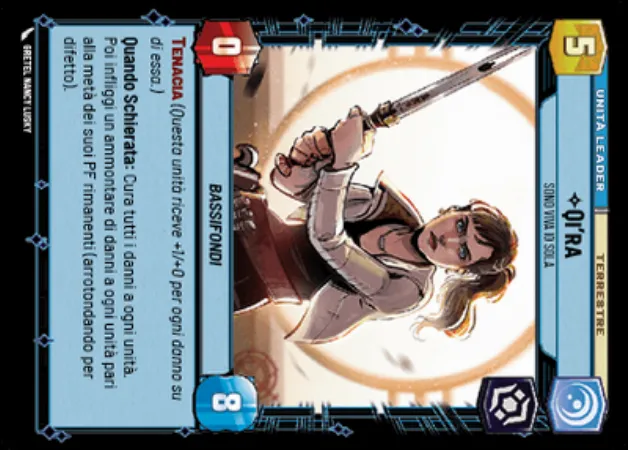 5
UNITÀ LEADER
TERRESTRE
QI'RA
SONO VIVA IO SOLA
0
8
BASSIFONDI
TENACIA (Questa unità riceve +1/+0 per ogni danno su
di essa.)
Quando Schierata: Cura tutti i danni a ogni unità.
Poi infliggi un ammontare di danni a ogni unità pari
alla metà dei suoi PF rimanenti (arrotondando per
difetto).
GRETEL NANCY LUSKY